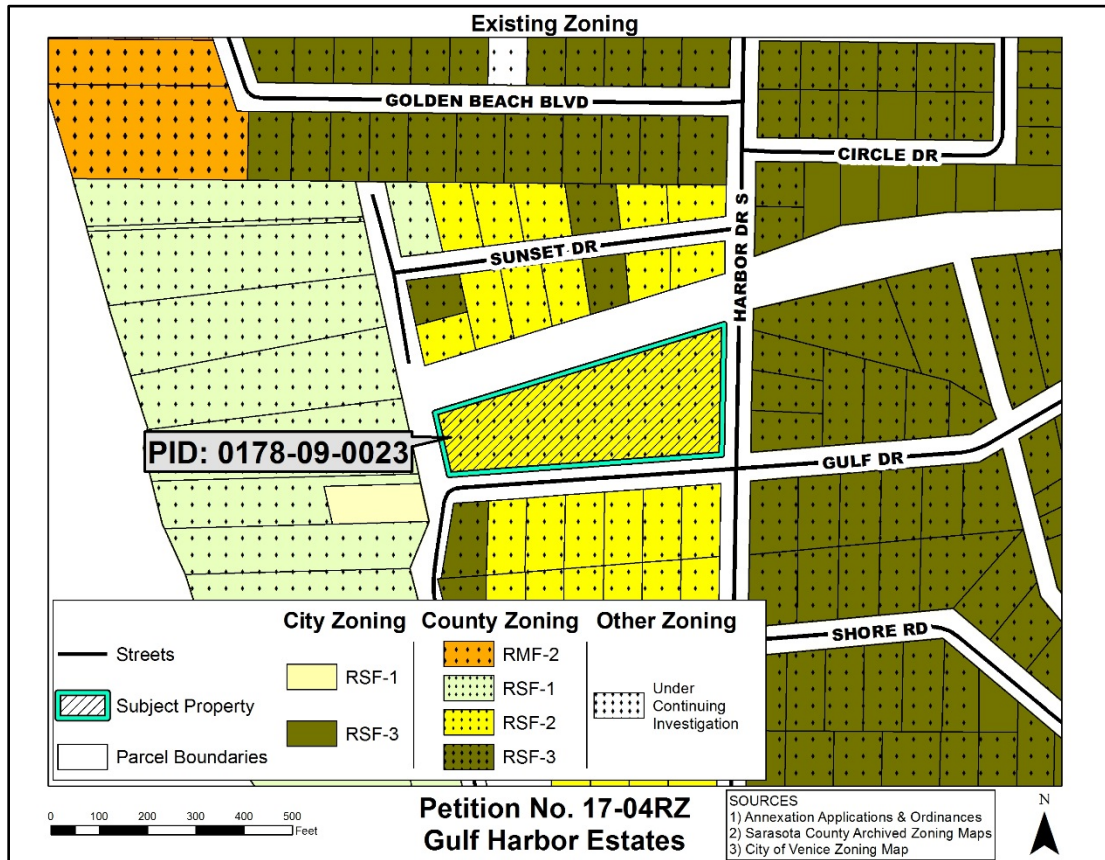 Existing Zoning
GOLDEN BEACH BLVD
CIRCLE DR
HARBOR DR S
SUNSET DR
PID: 0178-09-0023
GULF DR
SHORE RD
City Zoning
County Zoning
Other Zoning
Streets
Subject Property
Parcel Boundaries
RSF-1
RSF-3
RMF-2
RSF-1
RSF-2
RSF-3
Under
Continuing
Investigation
0 100 200 300 400 500
Feet
Petition No. 17-04RZ
Gulf Harbor Estates
SOURCES
1) Annexation Applications & Ordinances
2) Sarasota County Archived Zoning Maps
3) City of Venice Zoning Map
N